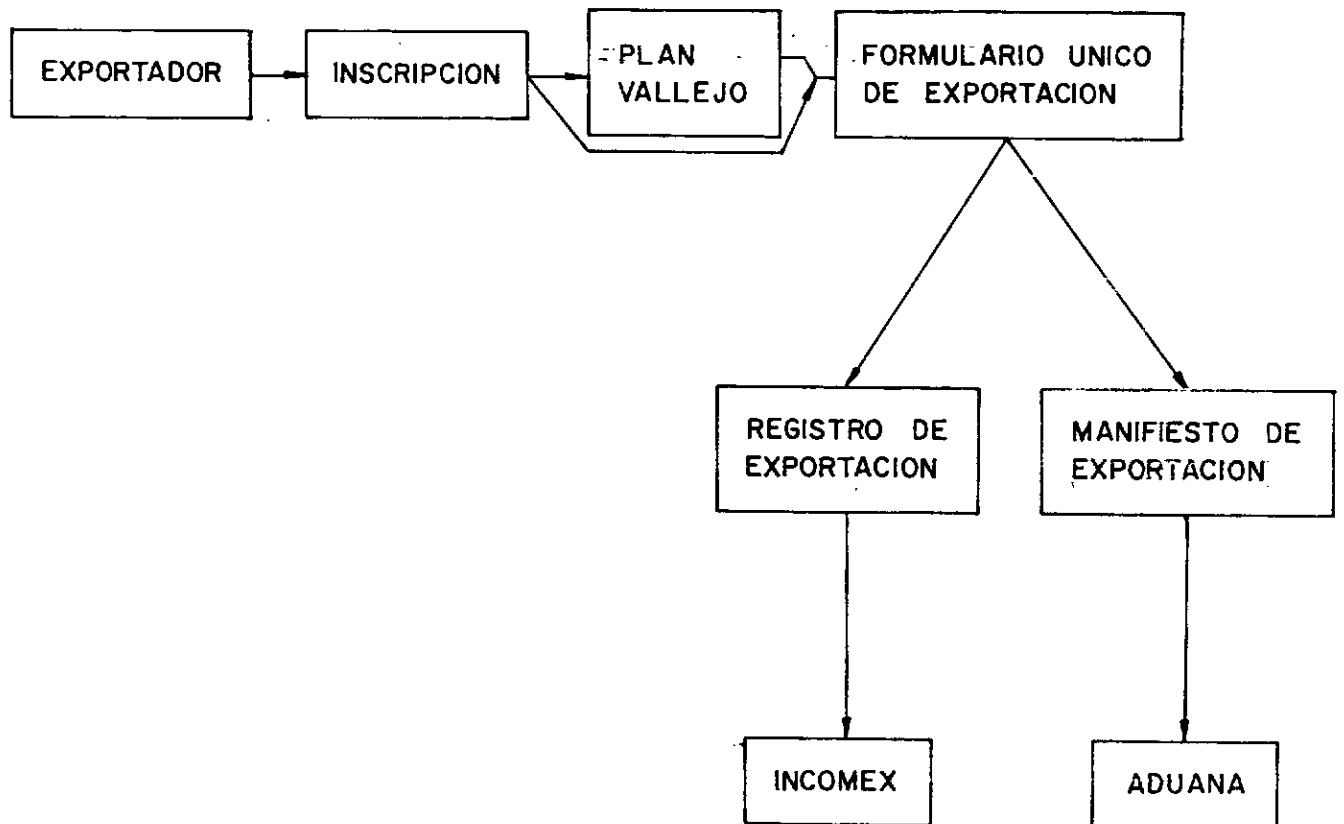 EXPORTADOR
INSCRIPCION
PLAN
VALLEJO
FORMULARIO UNICO
DE EXPORTACION
REGISTRO DE
EXPORTACION
MANIFIESTO DE
EXPORTACION
INCOMEX
ADUANA